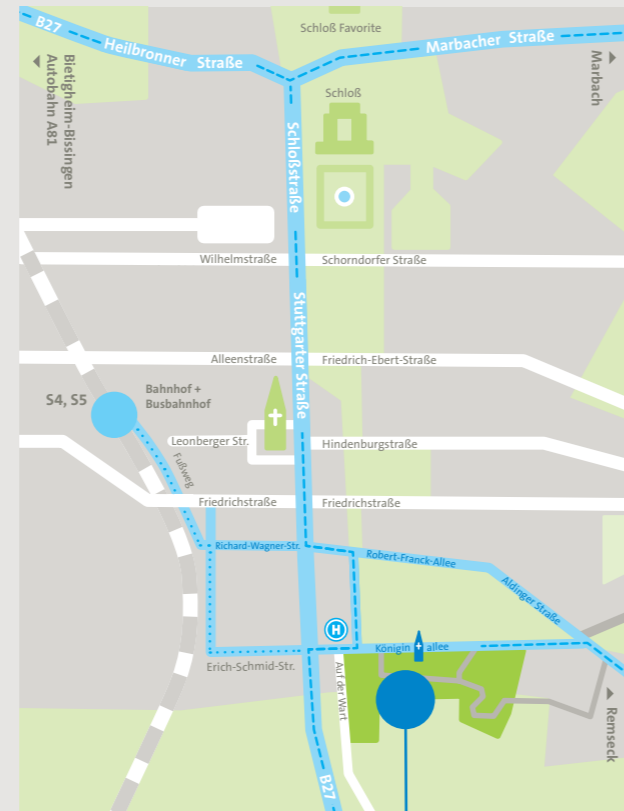 B27
Heilbronner Straße
Schloß Favorite
Marbacher Straße
Bietigheim-Bissingen
Autobahn A81
Marbach
Schloß
Schloßstraße
Wilhelmstraße
Schorndorfer Straße
Stuttgarter Straße
Alleenstraße
Friedrich-Ebert-Straße
S4, S5
Bahnhof +
Busbahnhof
Leonberger Str.
Hindenburgstraße
Fußweg
Friedrichstraße
Friedrichstraße
Richard-Wagner-Str.
Robert-Franck-Allee
Aldinger Straße
H
Königin allee
Erich-Schmid-Str.
Auf der Wart
Remseck
B27